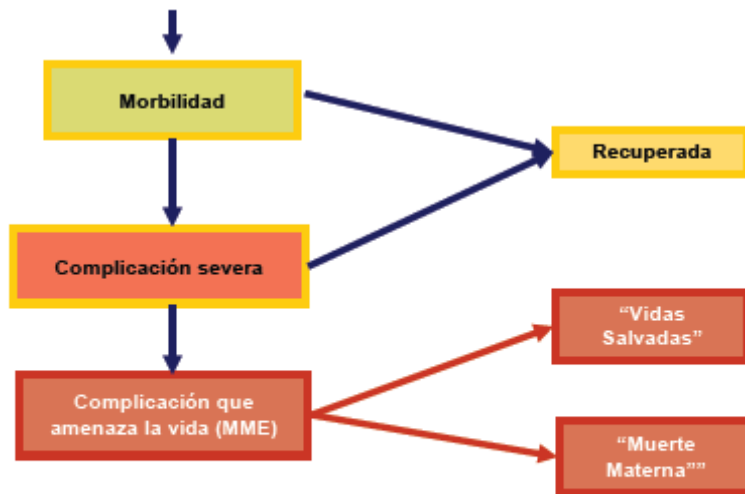 Morbilidad
Recuperada
Complicación severa
“Vidas
Salvadas”
Complicación que
amenaza la vida (MME)
“Muerte
Materna””